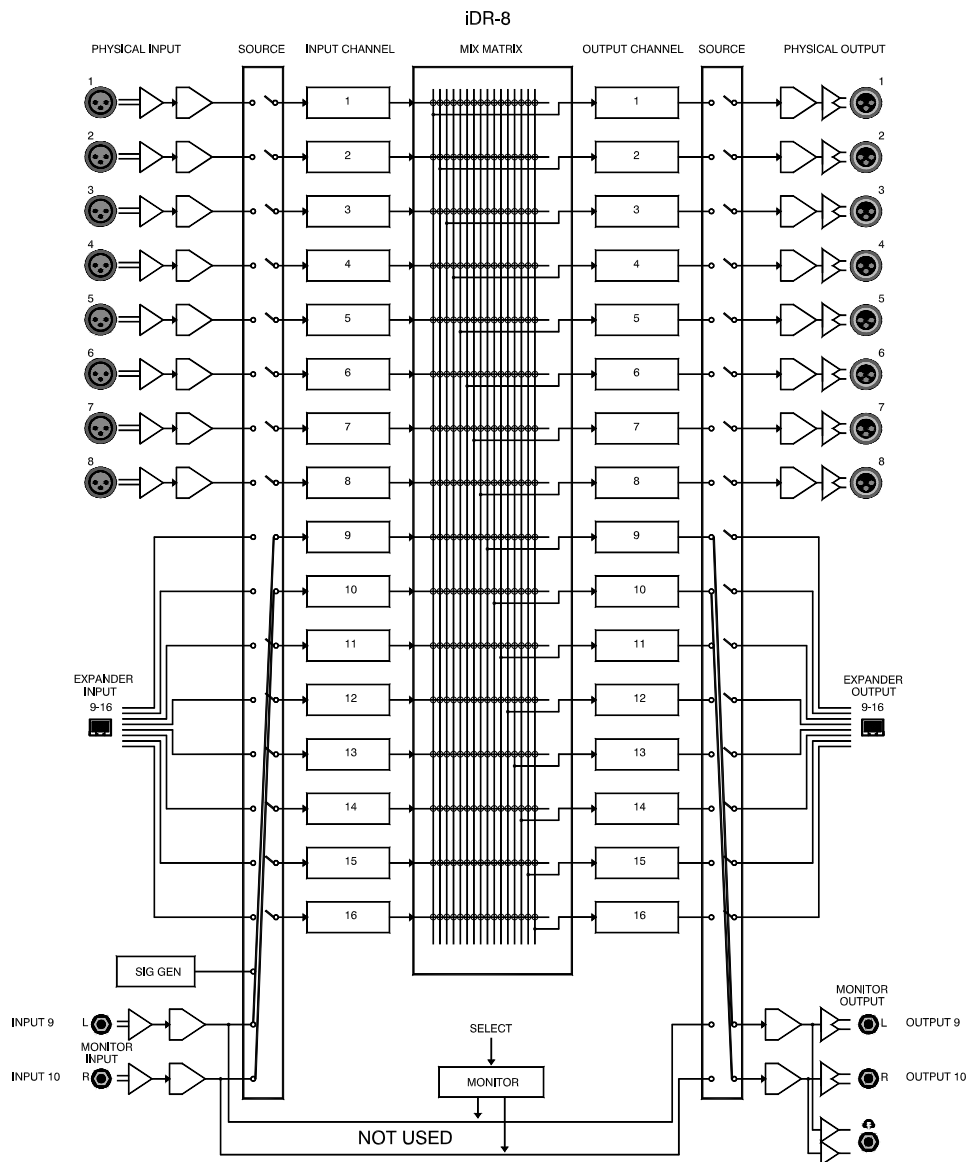 iDR-8
PHYSICAL INPUT SOURCE INPUT CHANNEL MIX MATRIX OUTPUT CHANNEL SOURCE PHYSICAL OUTPUT
1 1 1 1
2 2 2 2
3 3 3 3
4 4 4 4
5 5 5 5
6 6 6 6
7 7 7 7
8 8 8 8
9 9
10 10
11 11
EXPANDER INPUT 9-16
12 12
EXPANDER OUTPUT 9-16
13 13
14 14
15 15
16 16
SIG GEN
MONITOR OUTPUT
INPUT 9 L
SELECT
L OUTPUT 9
MONITOR INPUT
INPUT 10 R
MONITOR
R OUTPUT 10
NOT USED